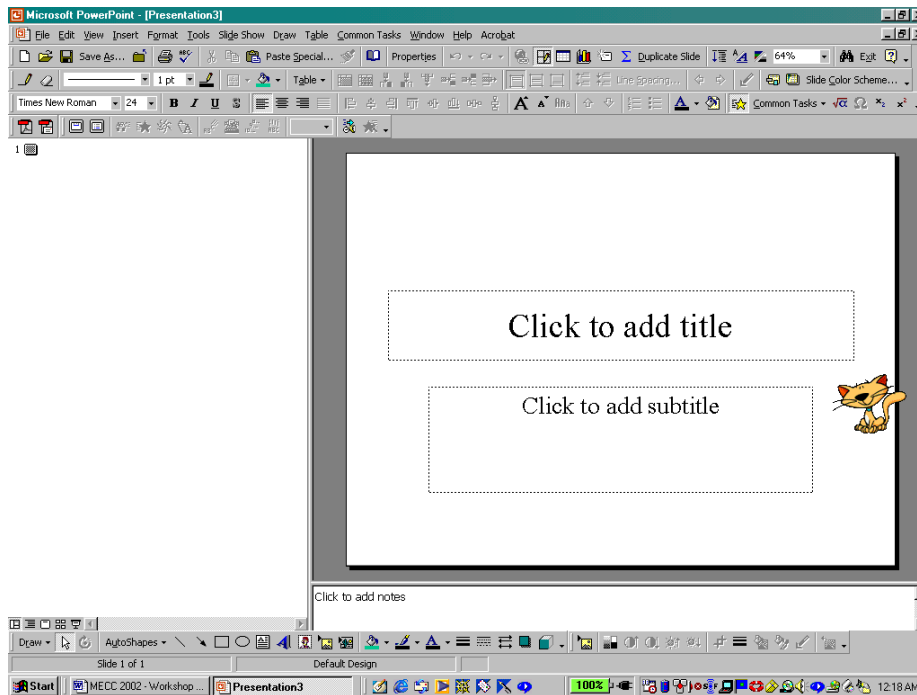 Microsoft PowerPoint - [Presentation3]
File Edit View Insert Format Tools Slide Show Draw Table Common Tasks Window Help Acrobat
Save As... ABC Paste Special... Properties Σ Duplicate Slide 64% Exit
1 pt Table Line Spacing... Slide Color Scheme...
Times New Roman 24 B I U S A A A Common Tasks √α Ω ×₂ ×²
1
Click to add title
Click to add subtitle
Click to add notes
Draw AutoShapes A A
Slide 1 of 1 Default Design
Start MECC 2002 - Workshop ... Presentation3 100% 12:18 AM